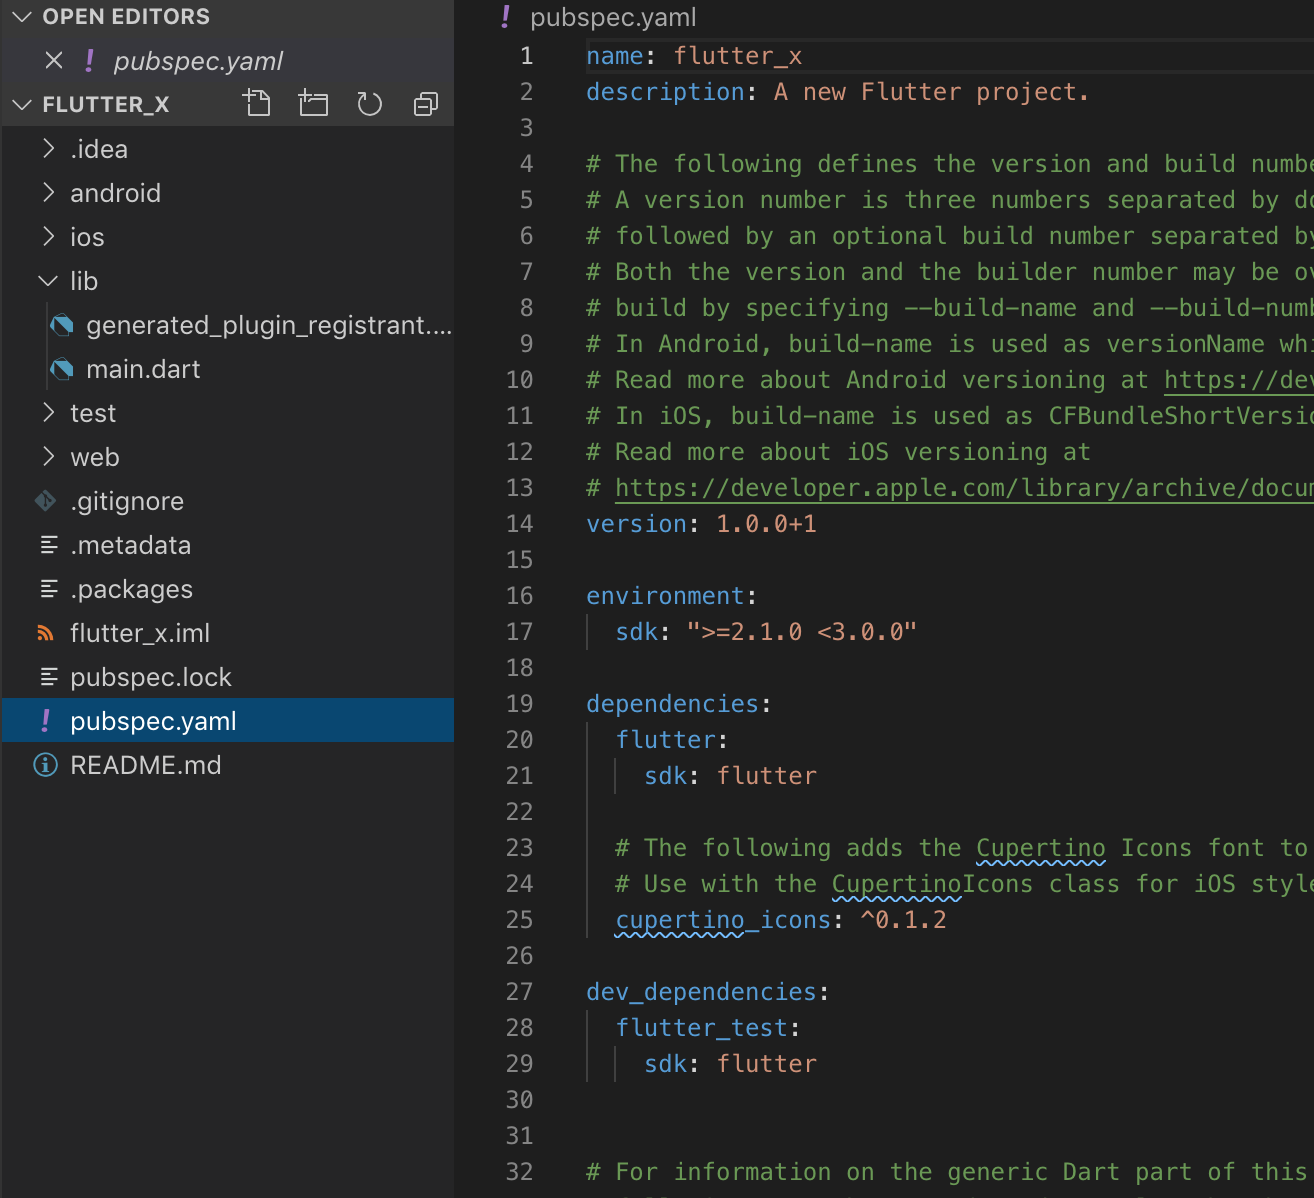 OPEN EDITORS
pubspec.yaml
FLUTTER_X
.idea
android
ios
lib
generated_plugin_registrant....
main.dart
test
web
.gitignore
.metadata
.packages
flutter_x.iml
pubspec.lock
pubspec.yaml
README.md
pubspec.yaml
1 name: flutter_x
2 description: A new Flutter project.
3
4 # The following defines the version and build numbe
5 # A version number is three numbers separated by do
6 # followed by an optional build number separated by
7 # Both the version and the builder number may be ov
8 # build by specifying --build-name and --build-numb
9 # In Android, build-name is used as versionName whi
10 # Read more about Android versioning at https://dev
11 # In iOS, build-name is used as CFBundleShortVersio
12 # Read more about iOS versioning at
13 # https://developer.apple.com/library/archive/docum
14 version: 1.0.0+1
15
16 environment:
17 sdk: ">=2.1.0 <3.0.0"
18
19 dependencies:
20 flutter:
21 sdk: flutter
22
23 # The following adds the Cupertino Icons font to
24 # Use with the CupertinoIcons class for iOS style
25 cupertino_icons: ^0.1.2
26
27 dev_dependencies:
28 flutter_test:
29 sdk: flutter
30
31
32 # For information on the generic Dart part of this